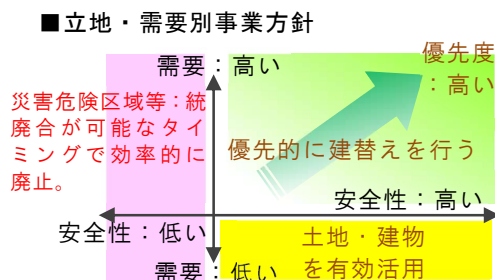 ■立地・需要別事業方針
需要：高い
優先度
：高い
災害危険区域等：統
廃合が可能なタイ
ミングで効率的に
廃止。
優先的に建替えを行う
安全性：高い
安全性：低い
土地・建物
を有効活用
需要：低い